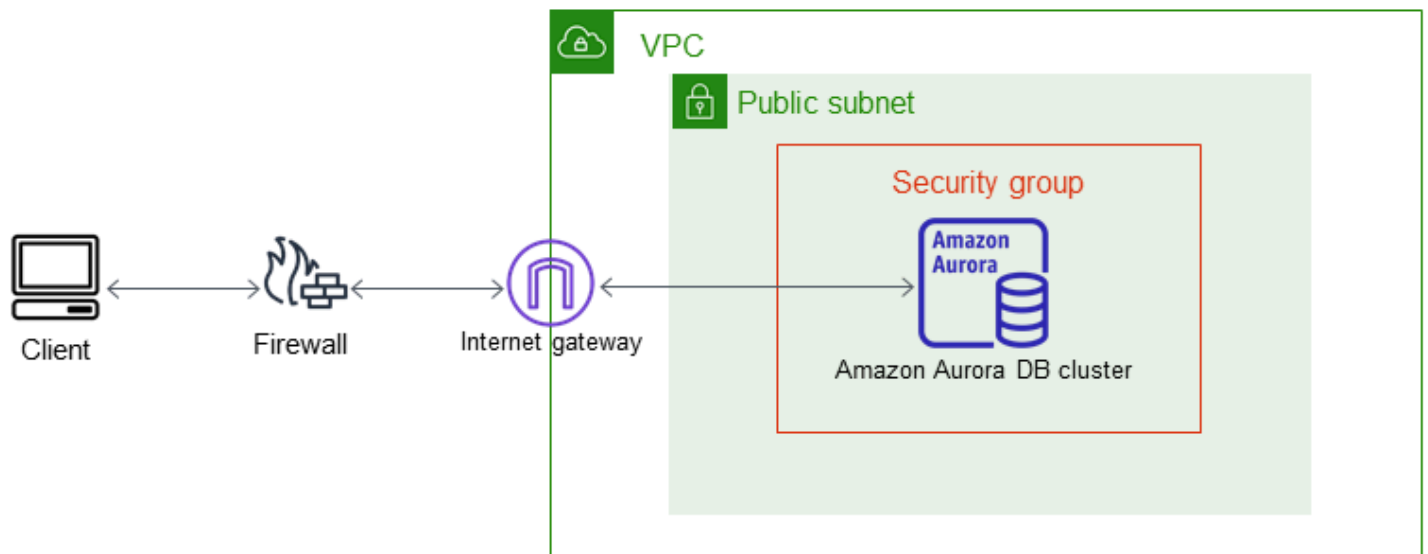 VPC
Public subnet
Security group
Amazon
Aurora
Client
Firewall
Internet gateway
Amazon Aurora DB cluster